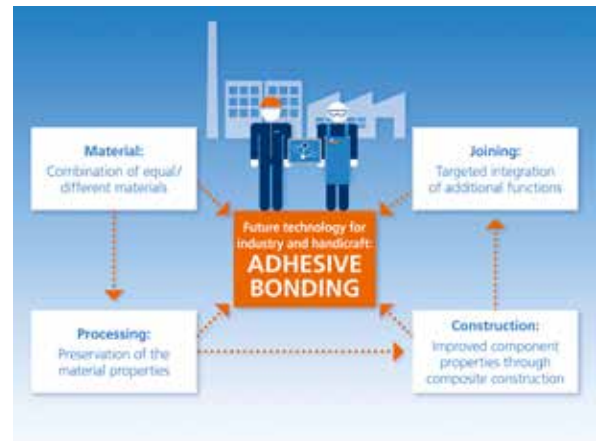 Material:
Combination of equal/
different materials
Joining:
Targeted integration
of additional functions
Future technology for
industry and handicraft:
ADHESIVE
BONDING
Processing:
Preservation of the
material properties
Construction:
Improved component
properties through
composite construction